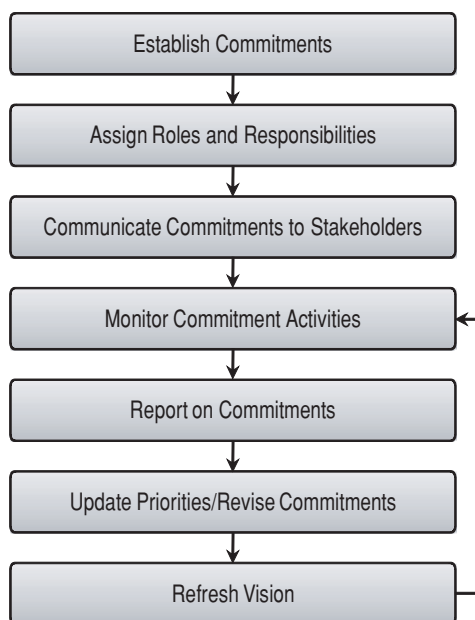 Establish Commitments
Assign Roles and Responsibilities
Communicate Commitments to Stakeholders
Monitor Commitment Activities
Report on Commitments
Update Priorities/Revise Commitments
Refresh Vision